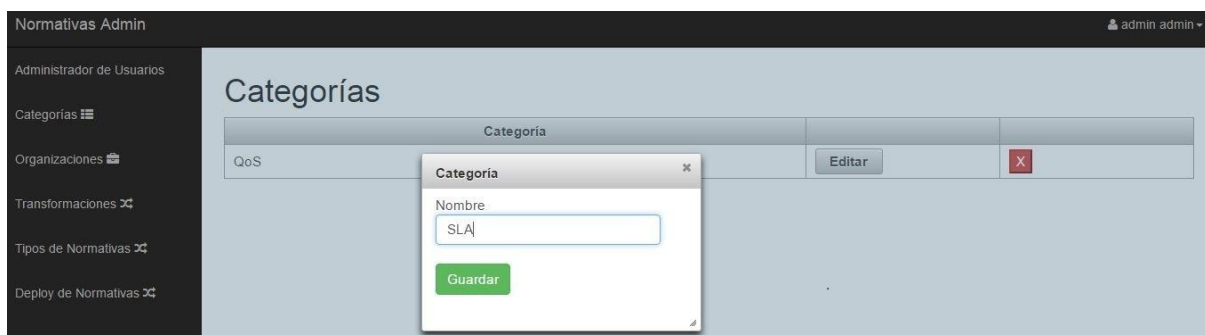 Normativas Admin
admin admin
Administrador de Usuarios
Categorías
Organizaciones
Transformaciones
Tipos de Normativas
Deploy de Normativas
Categorías
Categoría
QoS
Editar
X
Categoría
Nombre
SLA
Guardar